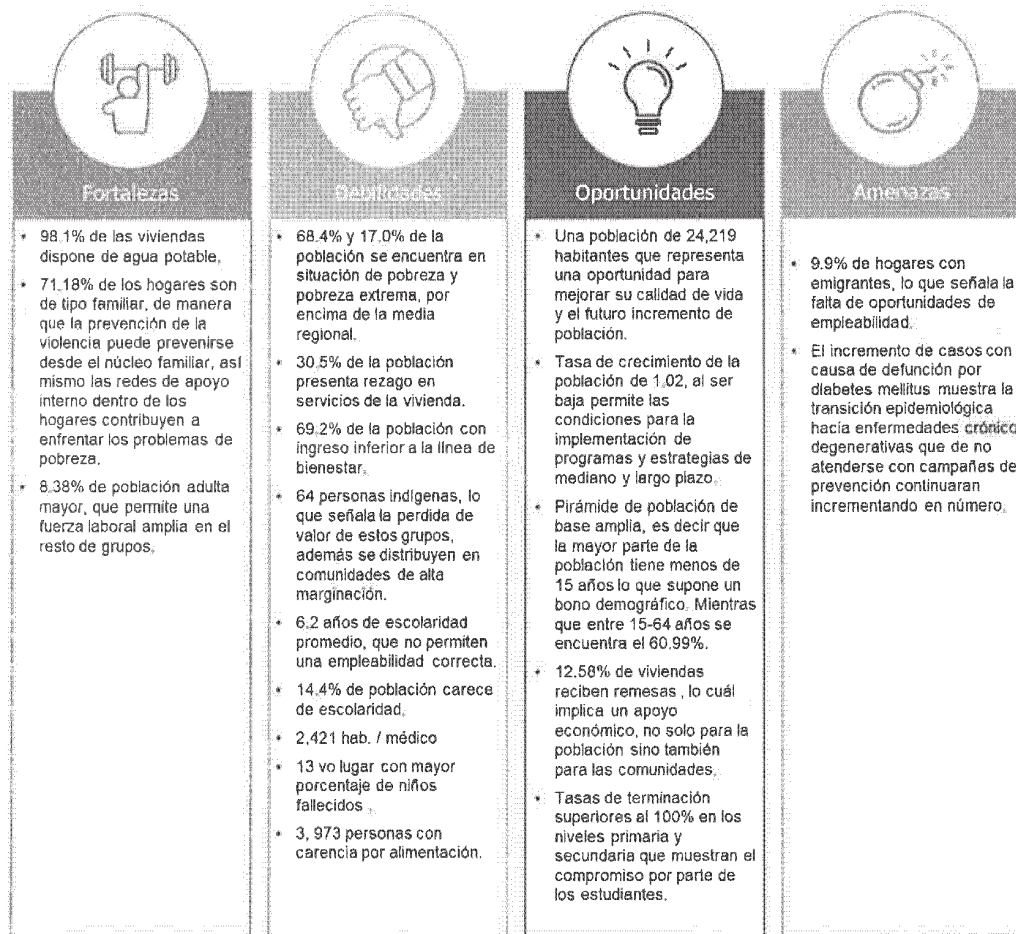 Fortalezas
• 98.1% de las viviendas
dispone de agua potable.
• 71.18% de los hogares son
de tipo familiar, de manera
que la prevención de la
violencia puede prevenirse
desde el núcleo familiar, así
mismo las redes de apoyo
interno dentro de los
hogares contribuyen a
enfrentar los problemas de
pobreza.
• 8.38% de población adulta
mayor, que permite una
fuerza laboral amplia en el
resto de grupos.
Debilidades
• 68.4% y 17.0% de la
población se encuentra en
situación de pobreza y
pobreza extrema, por
encima de la media
regional.
• 30.5% de la población
presenta rezago en
servicios de la vivienda.
• 69.2% de la población con
ingreso inferior a la línea de
bienestar.
• 64 personas indígenas, lo
que señala la perdida de
valor de estos grupos,
además se distribuyen en
comunidades de alta
marginación.
• 6.2 años de escolaridad
promedio, que no permiten
una empleabilidad correcta.
• 14.4% de población carece
de escolaridad.
• 2,421 hab. / médico
• 13 vo lugar con mayor
porcentaje de niños
fallecidos .
• 3, 973 personas con
carencia por alimentación.
Oportunidades
• Una población de 24,219
habitantes que representa
una oportunidad para
mejorar su calidad de vida
y el futuro incremento de
población.
• Tasa de crecimiento de la
población de 1.02, al ser
baja permite las
condiciones para la
implementación de
programas y estrategias de
mediano y largo plazo.
• Pirámide de población de
base amplia, es decir que
la mayor parte de la
población tiene menos de
15 años lo que supone un
bono demográfico. Mientras
que entre 15-64 años se
encuentra el 60.99%.
• 12.58% de viviendas
reciben remesas , lo cuál
implica un apoyo
económico, no solo para la
población sino también
para las comunidades.
• Tasas de terminación
superiores al 100% en los
niveles primaria y
secundaria que muestran el
compromiso por parte de
los estudiantes.
Amenazas
• 9.9% de hogares con
emigrantes, lo que señala la
falta de oportunidades de
empleabilidad.
• El incremento de casos con
causa de defunción por
diabetes mellitus muestra la
transición epidemiológica
hacía enfermedades crónico
degenerativas que de no
atenderse con campañas de
prevención continuaran
incrementando en número.